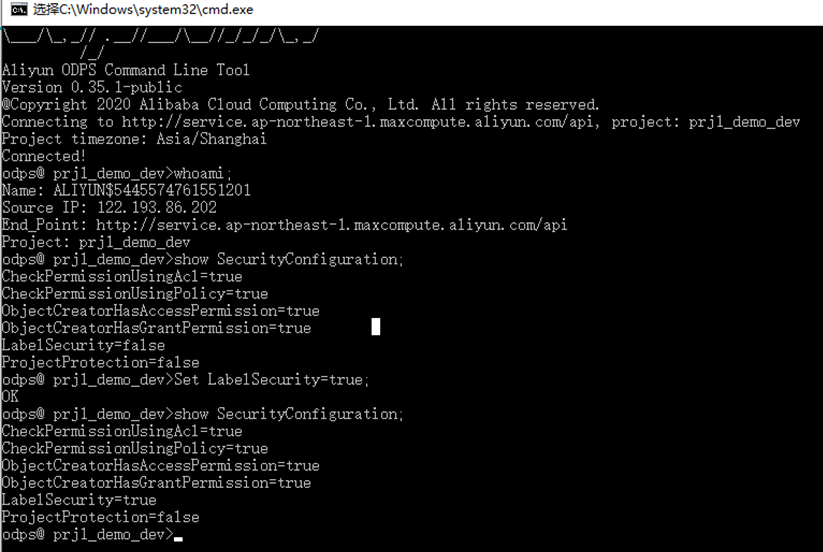 选择C:\Windows\system32\cmd.exe
\___/\_,_// .__//___/\__//_/_/_/\_,_/
/_/
Aliyun ODPS Command Line Tool
Version 0.35.1-public
@Copyright 2020 Alibaba Cloud Computing Co., Ltd. All rights reserved.
Connecting to http://service.ap-northeast-1.maxcompute.aliyun.com/api, project: prj1_demo_dev
Project timezone: Asia/Shanghai
Connected!
odps@ prj1_demo_dev>whoami;
Name: ALIYUN$5445574761551201
Source IP: 122.193.86.202
End_Point: http://service.ap-northeast-1.maxcompute.aliyun.com/api
Project: prj1_demo_dev
odps@ prj1_demo_dev>show SecurityConfiguration;
CheckPermissionUsingAcl=true
CheckPermissionUsingPolicy=true
ObjectCreatorHasAccessPermission=true
ObjectCreatorHasGrantPermission=true
LabelSecurity=false
ProjectProtection=false
odps@ prj1_demo_dev>Set LabelSecurity=true;
OK
odps@ prj1_demo_dev>show SecurityConfiguration;
CheckPermissionUsingAcl=true
CheckPermissionUsingPolicy=true
ObjectCreatorHasAccessPermission=true
ObjectCreatorHasGrantPermission=true
LabelSecurity=true
ProjectProtection=false
odps@ prj1_demo_dev>